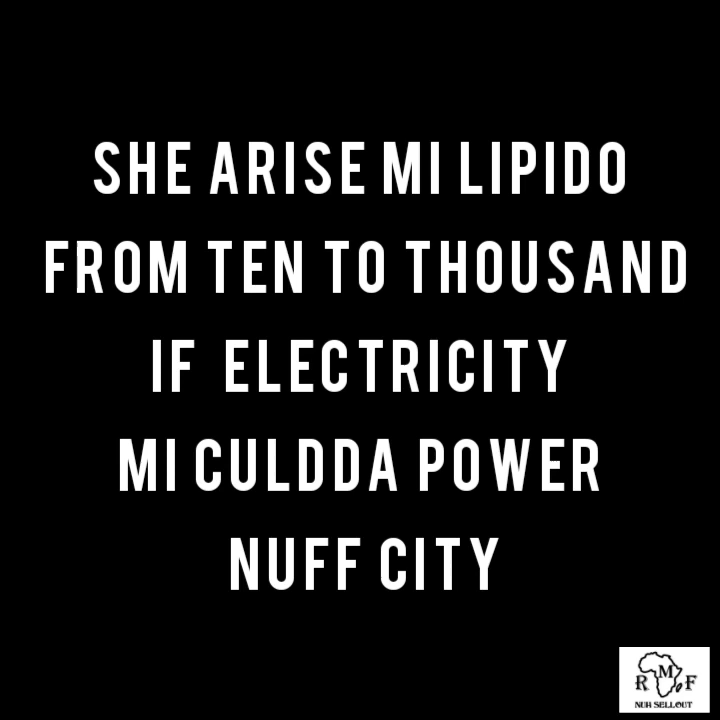 SHE ARISE MI LIPIDO
FROM TEN TO THOUSAND
IF ELECTRICITY
MI CULDDA POWER
NUFF CITY
R M F
NUH SELLOUT